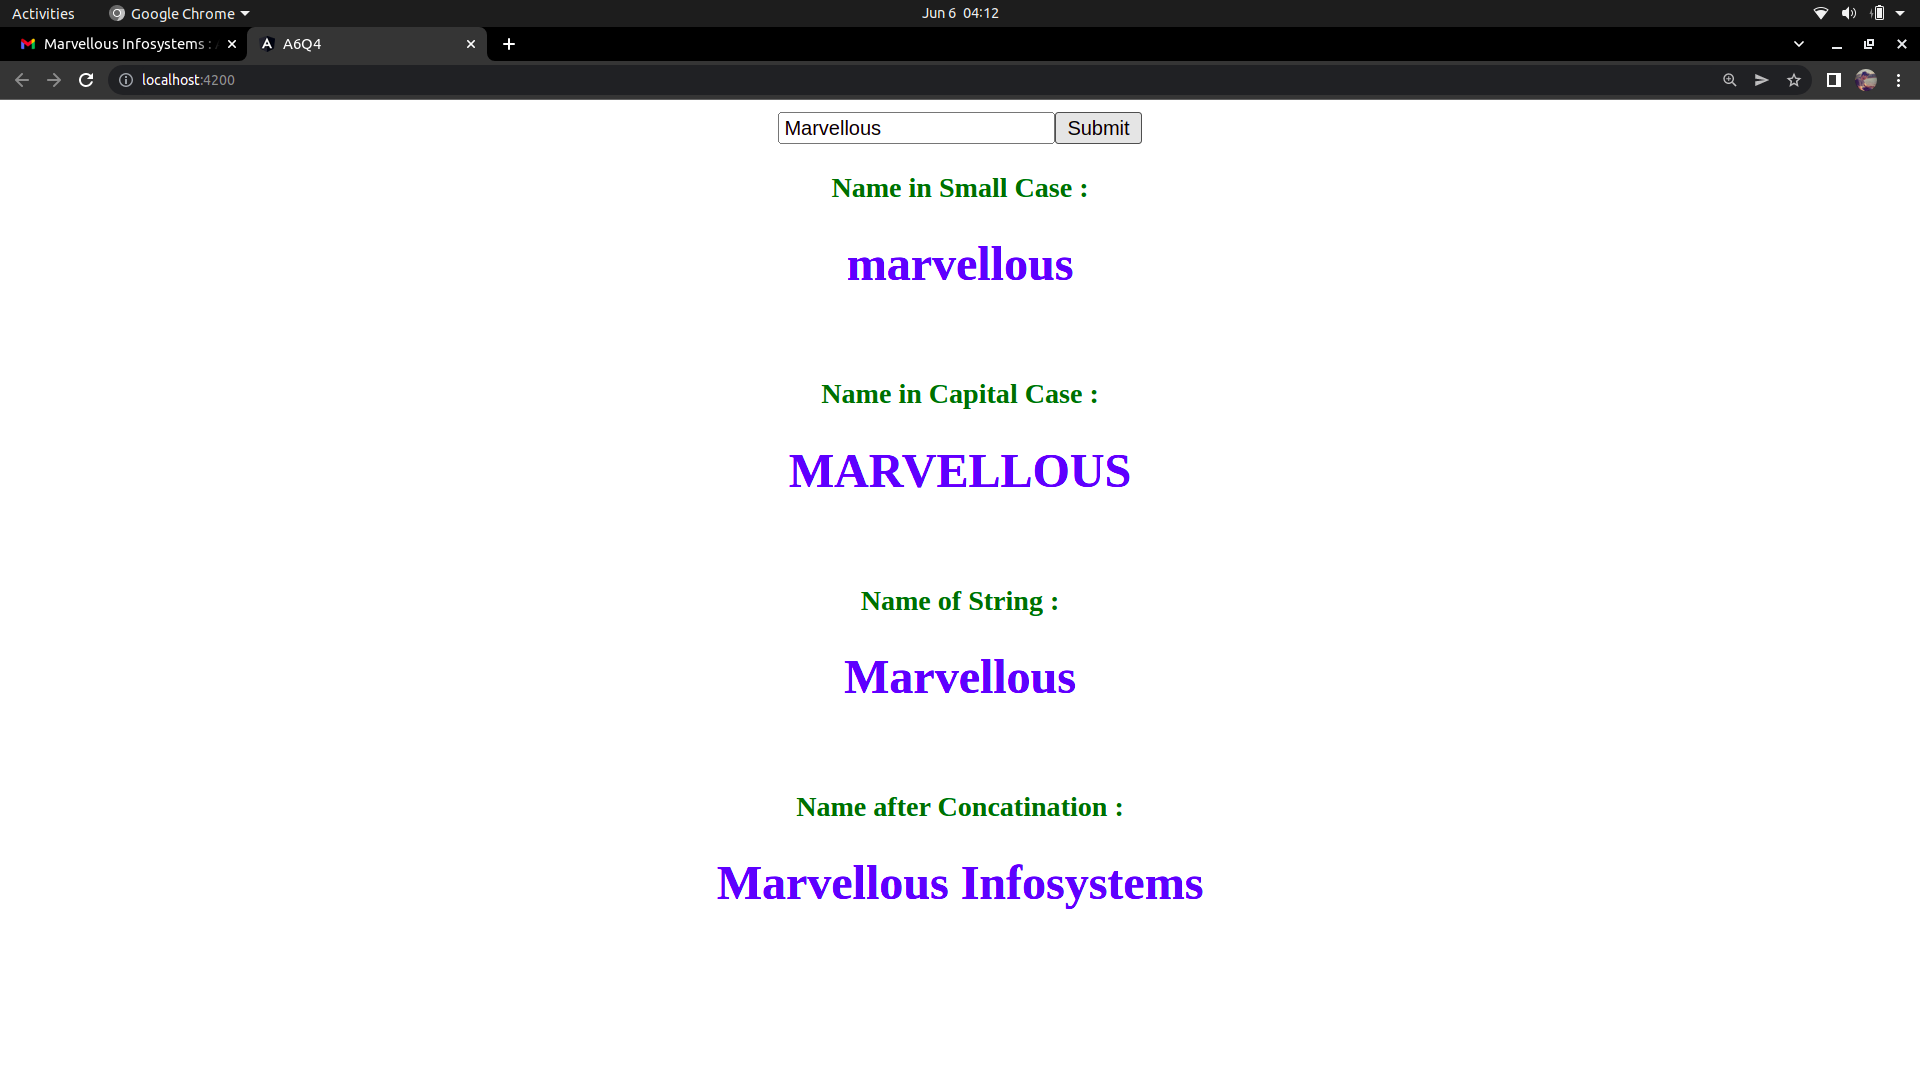 Activities
Google Chrome
Jun 6 04:12
Marvellous Infosystems :
A6Q4
localhost:4200
Marvellous
Submit
Name in Small Case :
marvellous
Name in Capital Case :
MARVELLOUS
Name of String :
Marvellous
Name after Concatination :
Marvellous Infosystems